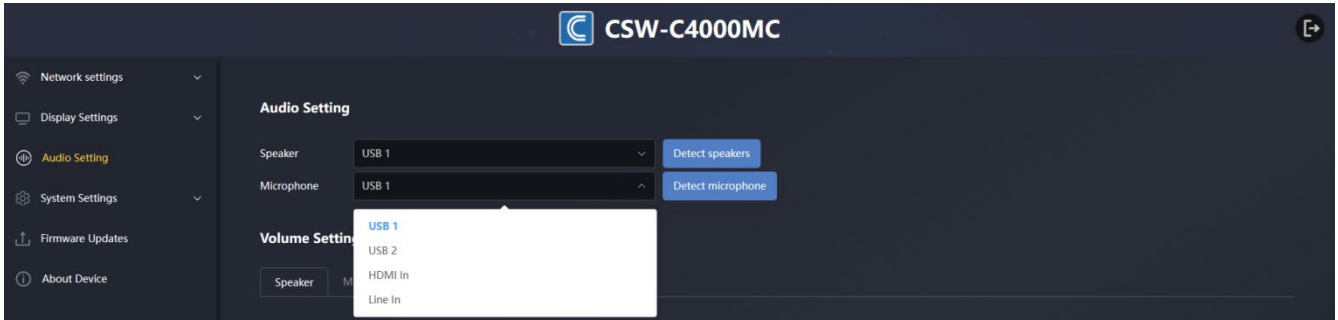 CSW-C4000MC
Network settings
Display Settings
Audio Setting
System Settings
Firmware Updates
About Device
Audio Setting
Speaker USB 1 Detect speakers
Microphone USB 1 Detect microphone
USB 1
USB 2
HDMI In
Line In
Volume Settin
Speaker M